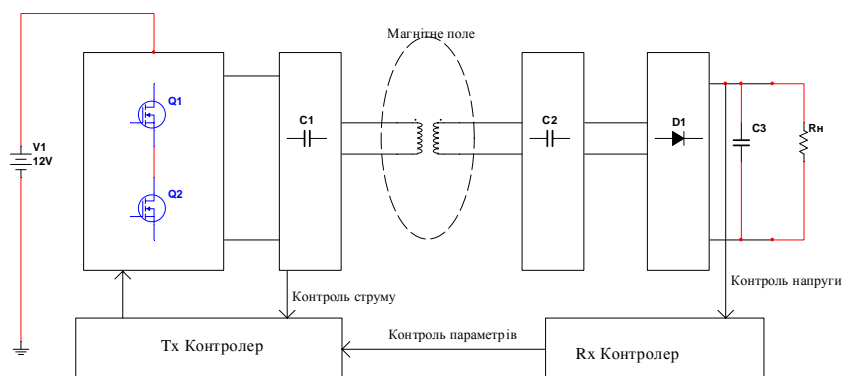 Магнітне поле
Q1
C1
C2
D1
C3
Rн
V1
12V
Q2
Контроль напруги
Контроль струму
Контроль параметрів
Tx Контролер
Rx Контролер